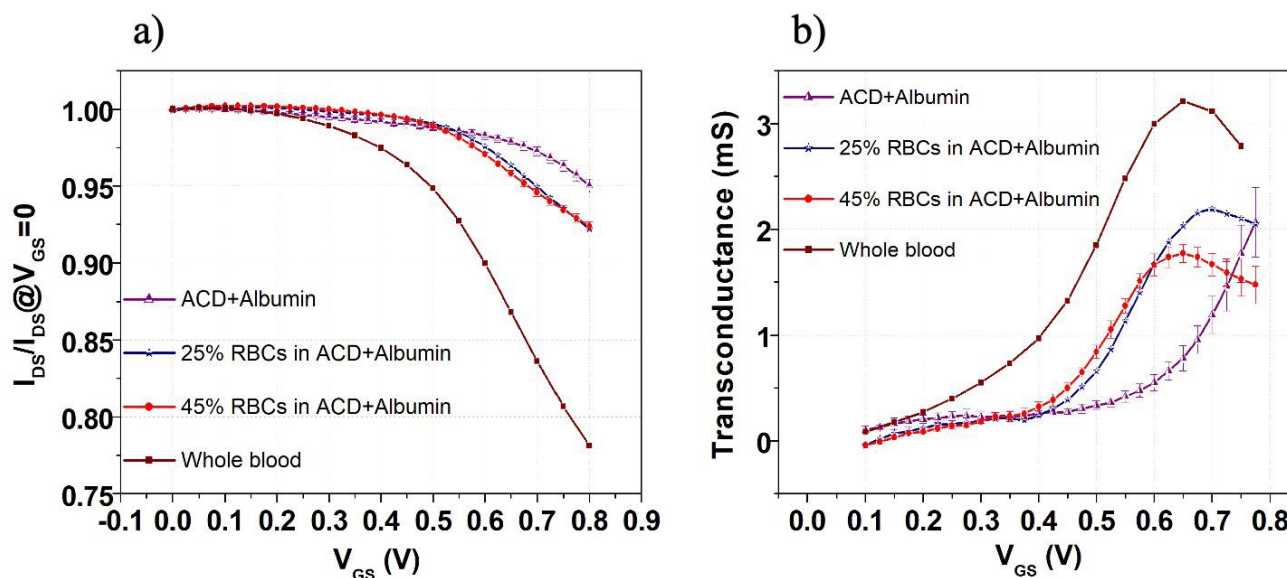 a)
I_DS/I_DS@V_GS=0
1.00
0.95
0.90
0.85
0.80
0.75
ACD+Albumin
25% RBCs in ACD+Albumin
45% RBCs in ACD+Albumin
Whole blood
-0.1 0.0 0.1 0.2 0.3 0.4 0.5 0.6 0.7 0.8 0.9
V_GS (V)
b)
Transconductance (mS)
3
2
1
0
ACD+Albumin
25% RBCs in ACD+Albumin
45% RBCs in ACD+Albumin
Whole blood
0.0 0.1 0.2 0.3 0.4 0.5 0.6 0.7 0.8
V_GS (V)